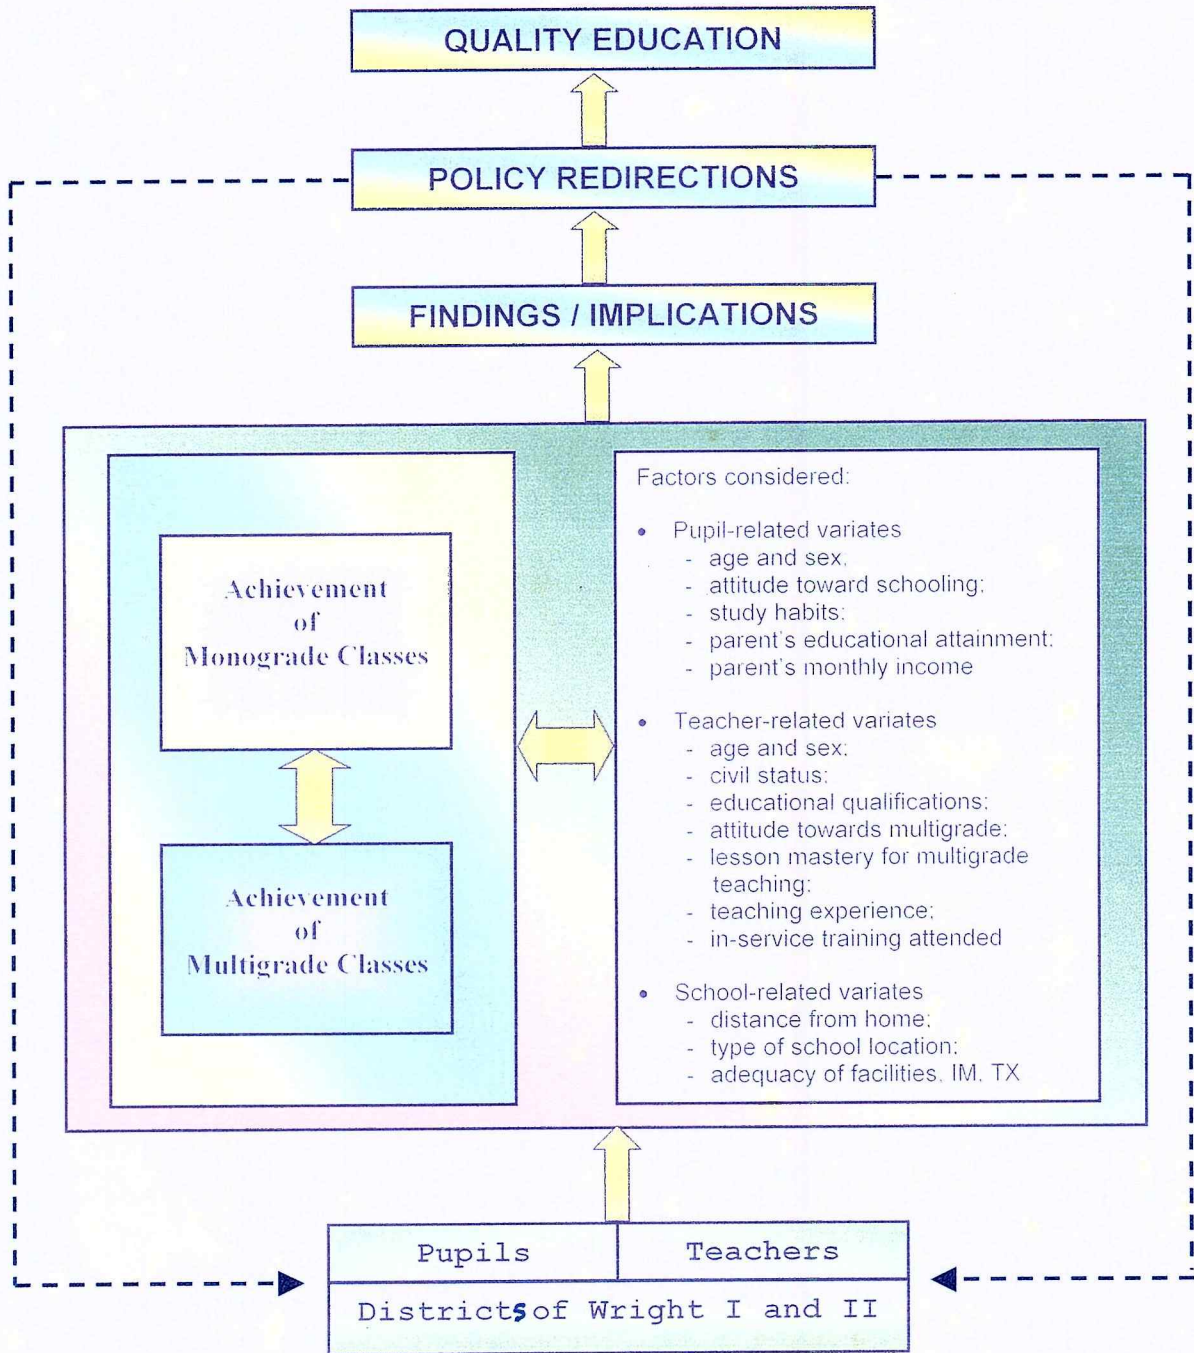 QUALITY EDUCATION
POLICY REDIRECTIONS
FINDINGS / IMPLICATIONS
Achievement
of
Monograde Classes
Achievement
of
Multigrade Classes
Factors considered:
• Pupil-related variates
- age and sex,
- attitude toward schooling;
- study habits;
- parent's educational attainment;
- parent's monthly income
• Teacher-related variates
- age and sex;
- civil status;
- educational qualifications;
- attitude towards multigrade;
- lesson mastery for multigrade
teaching;
- teaching experience;
- in-service training attended
• School-related variates
- distance from home;
- type of school location;
- adequacy of facilities, IM, TX
Pupils
Teachers
Districts of Wright I and II